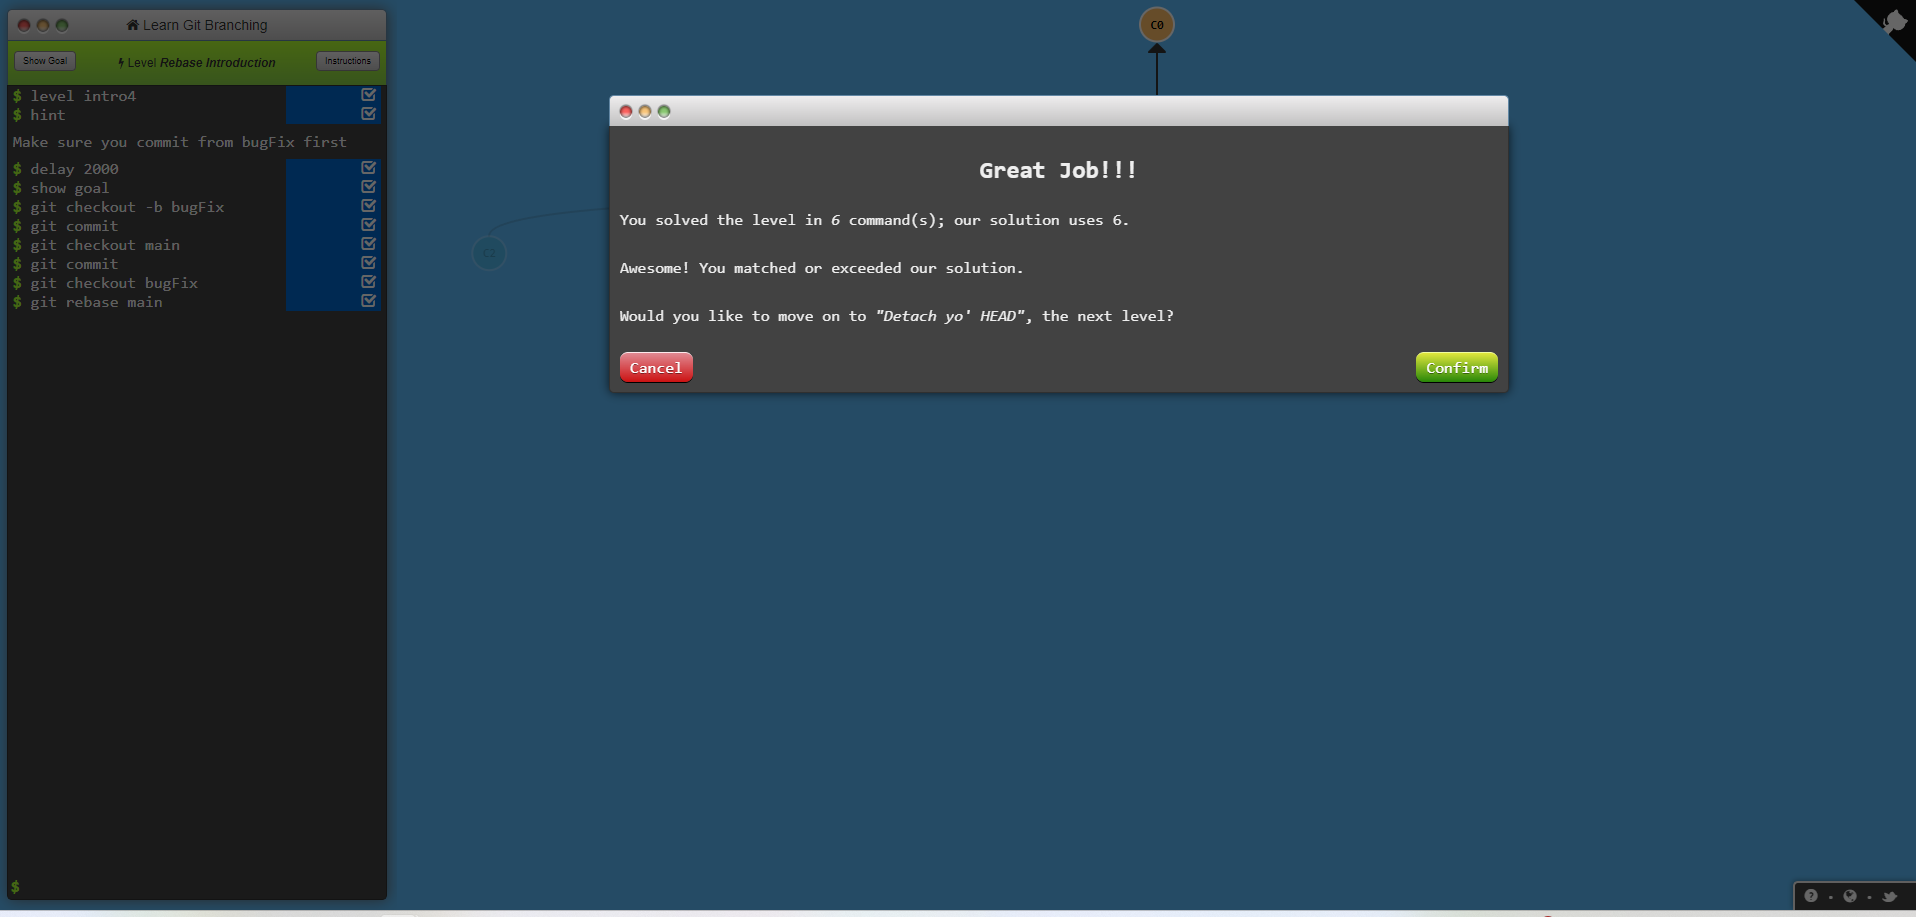 Learn Git Branching
Show Goal
Level Rebase Introduction
Instructions
$ level intro4
$ hint
Make sure you commit from bugFix first
$ delay 2000
$ show goal
$ git checkout -b bugFix
$ git commit
$ git checkout main
$ git commit
$ git checkout bugFix
$ git rebase main
$
C0
C2
Great Job!!!
You solved the level in 6 command(s); our solution uses 6.
Awesome! You matched or exceeded our solution.
Would you like to move on to "Detach yo' HEAD", the next level?
Cancel
Confirm